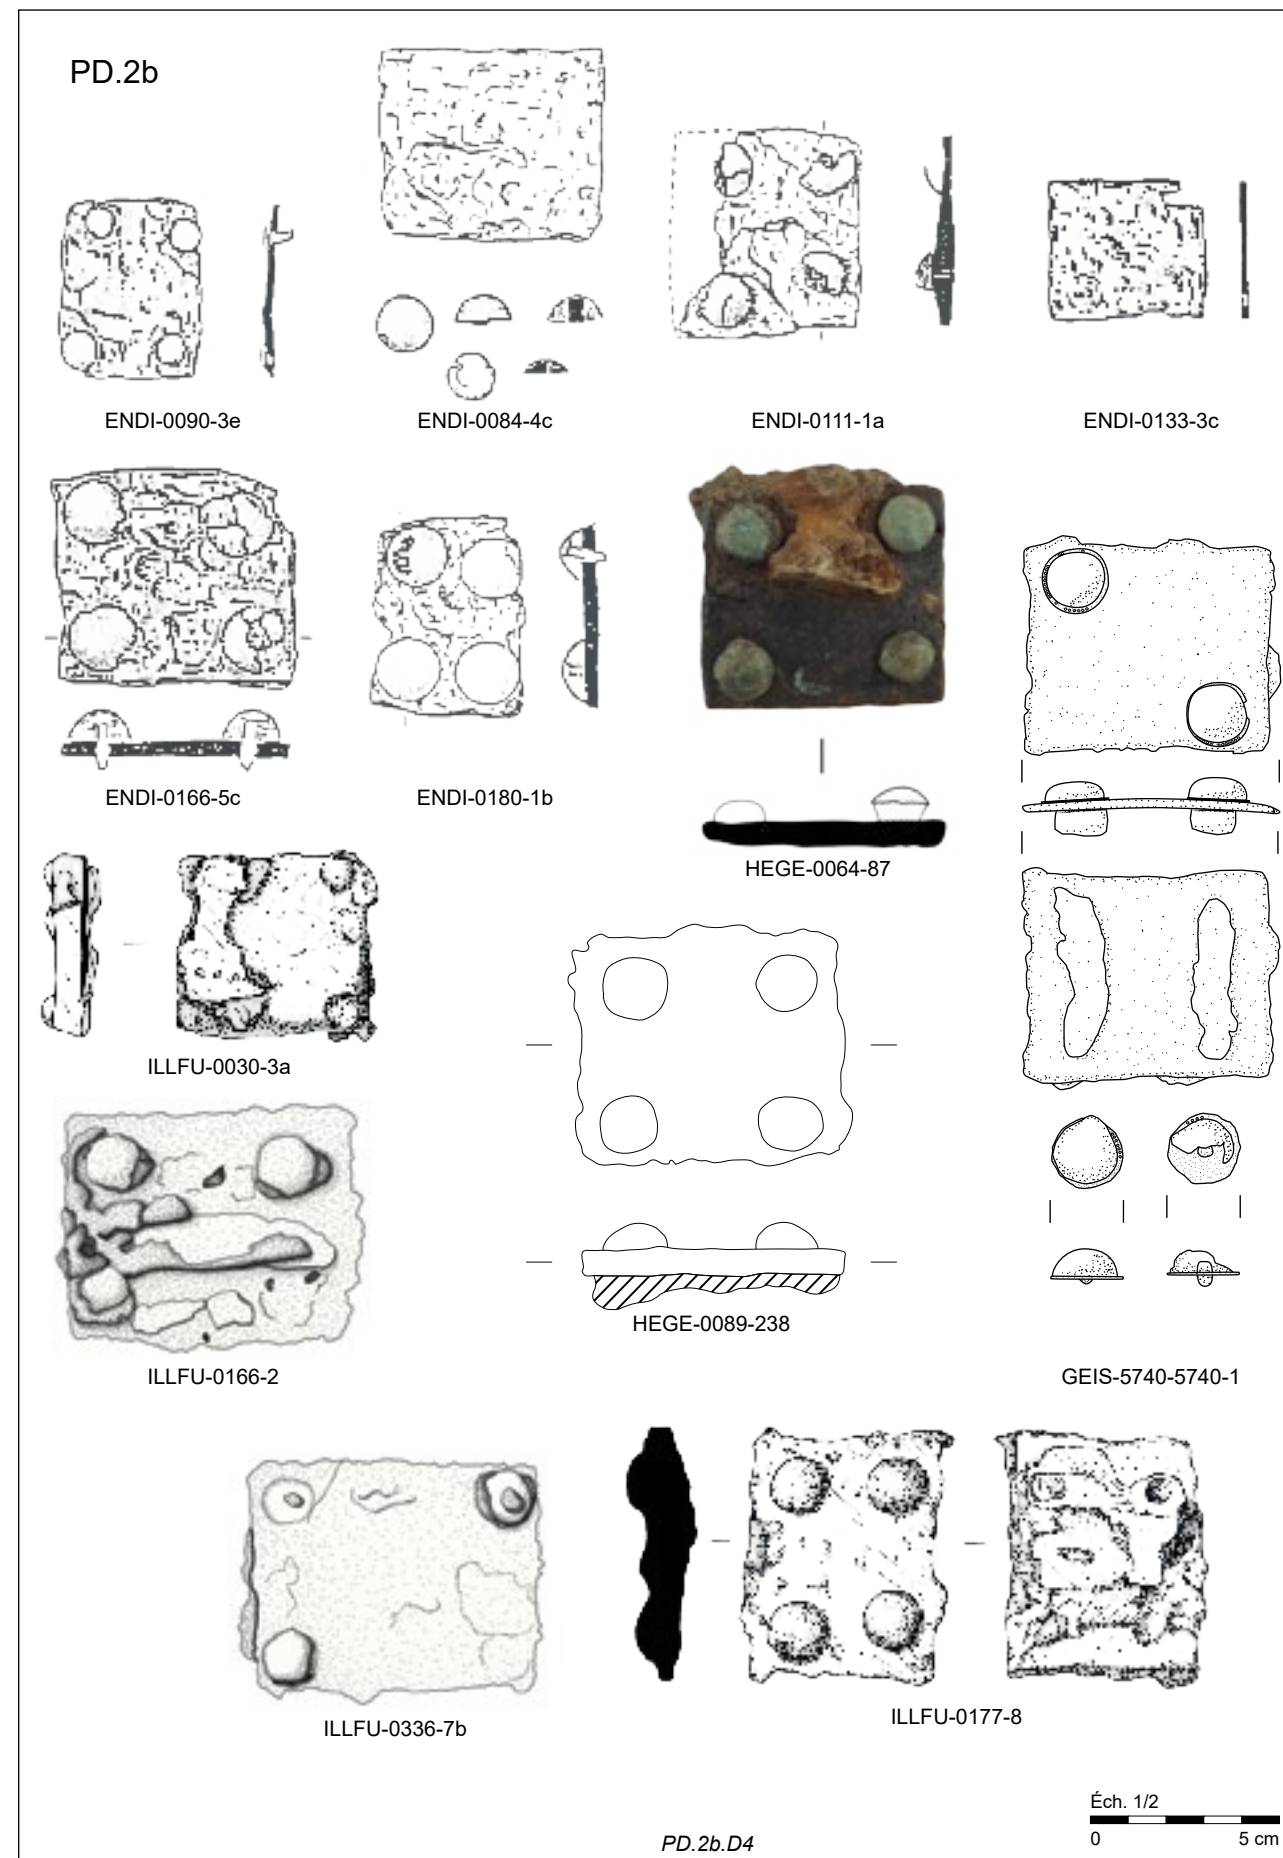 PD.2b
ENDI-0090-3e
ENDI-0084-4c
ENDI-0111-1a
ENDI-0133-3c
ENDI-0166-5c
ENDI-0180-1b
HEGE-0064-87
ILLFU-0030-3a
HEGE-0089-238
ILLFU-0166-2
GEIS-5740-5740-1
ILLFU-0336-7b
ILLFU-0177-8
Éch. 1/2
0 5 cm
PD.2b.D4